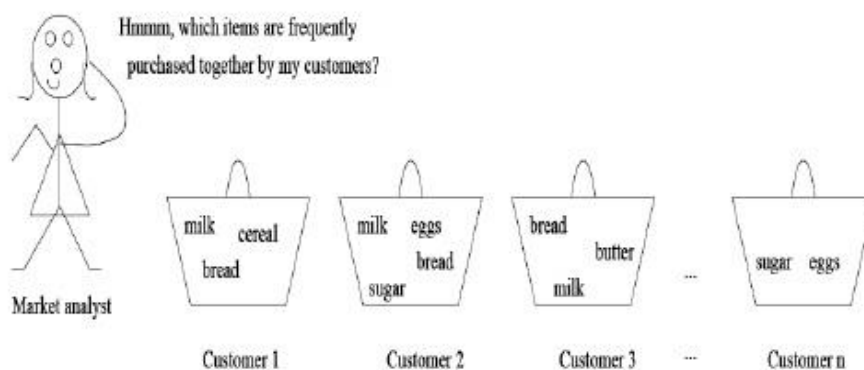 Hmmm, which items are frequently
purchased together by my customers?
milk
cereal
bread
milk eggs
bread
sugar
bread
butter
milk
...
sugar eggs
Market analyst
Customer 1 Customer 2 Customer 3 ... Customer n